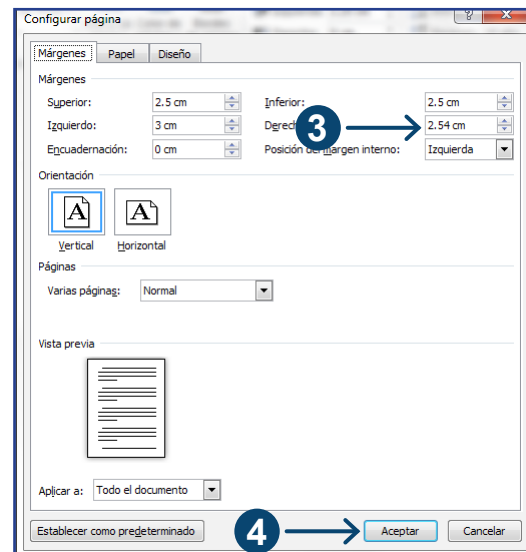 Configurar página
Márgenes Papel Diseño
Márgenes
Superior: 2.5 cm Inferior: 2.5 cm
Izquierdo: 3 cm 2.54 cm
3
Encuadernación: 0 cm Posición del margen interno: Izquierda
Orientación
A A
Vertical Horizontal
Páginas
Varias páginas: Normal
Vista previa
Aplicar a: Todo el documento
Establecer como predeterminado 4 Aceptar Cancelar